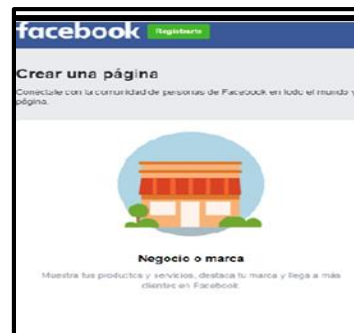 facebook Registrarte
Crear una página
Conéctate con la comunidad de personas de Facebook en todo el mundo y
página.
Negocio o marca
Muestra tus productos y servicios, destaca tu marca y llega a más
clientes en Facebook.